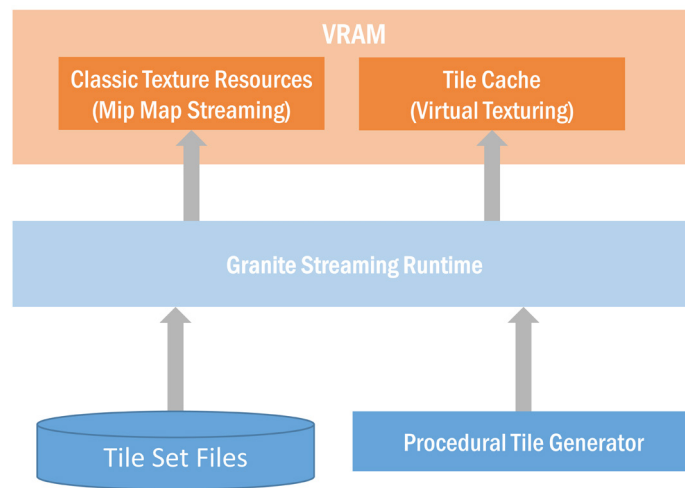 VRAM
Classic Texture Resources
(Mip Map Streaming)
Tile Cache
(Virtual Texturing)
Granite Streaming Runtime
Tile Set Files
Procedural Tile Generator